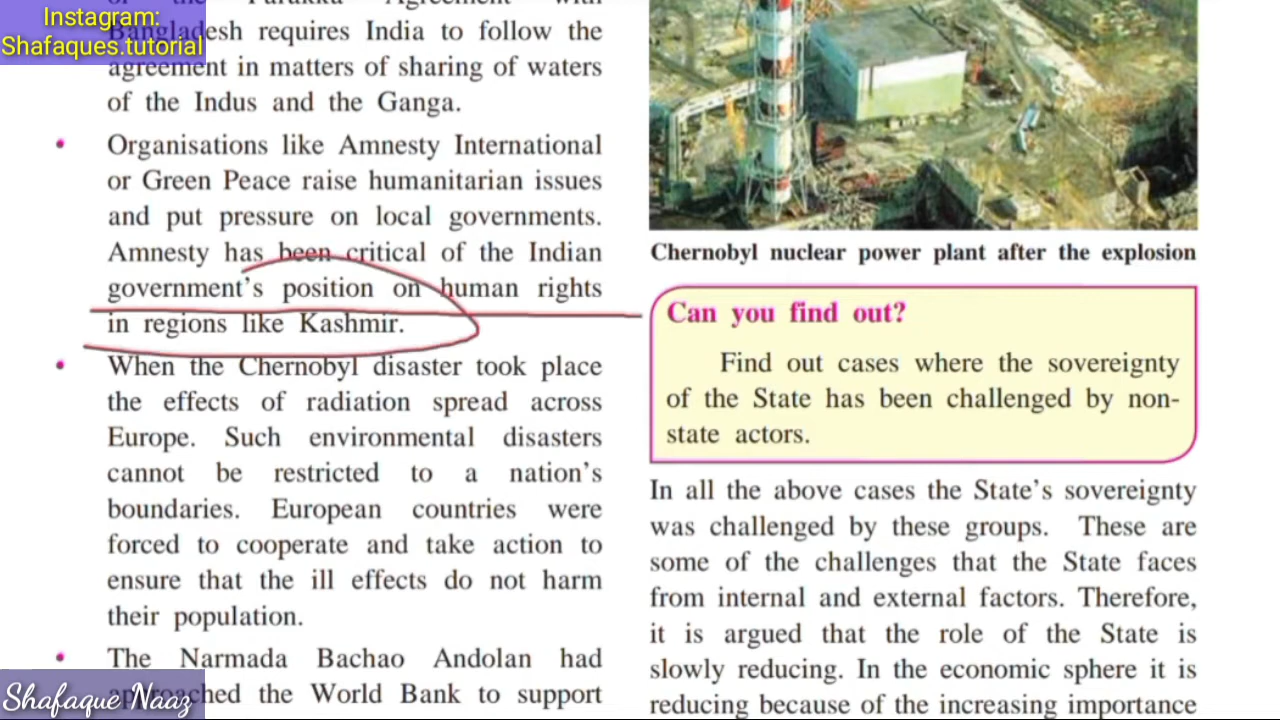 Instagram:
Shafaques.tutorial
of the Farakka Agreement with
Bangladesh requires India to follow the
agreement in matters of sharing of waters
of the Indus and the Ganga.
• Organisations like Amnesty International
or Green Peace raise humanitarian issues
and put pressure on local governments.
Amnesty has been critical of the Indian
government's position on human rights
in regions like Kashmir.
• When the Chernobyl disaster took place
the effects of radiation spread across
Europe. Such environmental disasters
cannot be restricted to a nation's
boundaries. European countries were
forced to cooperate and take action to
ensure that the ill effects do not harm
their population.
• The Narmada Bachao Andolan had
approached the World Bank to support
Shafaque Naaz
Chernobyl nuclear power plant after the explosion
Can you find out?
Find out cases where the sovereignty
of the State has been challenged by non-
state actors.
In all the above cases the State's sovereignty
was challenged by these groups. These are
some of the challenges that the State faces
from internal and external factors. Therefore,
it is argued that the role of the State is
slowly reducing. In the economic sphere it is
reducing because of the increasing importance